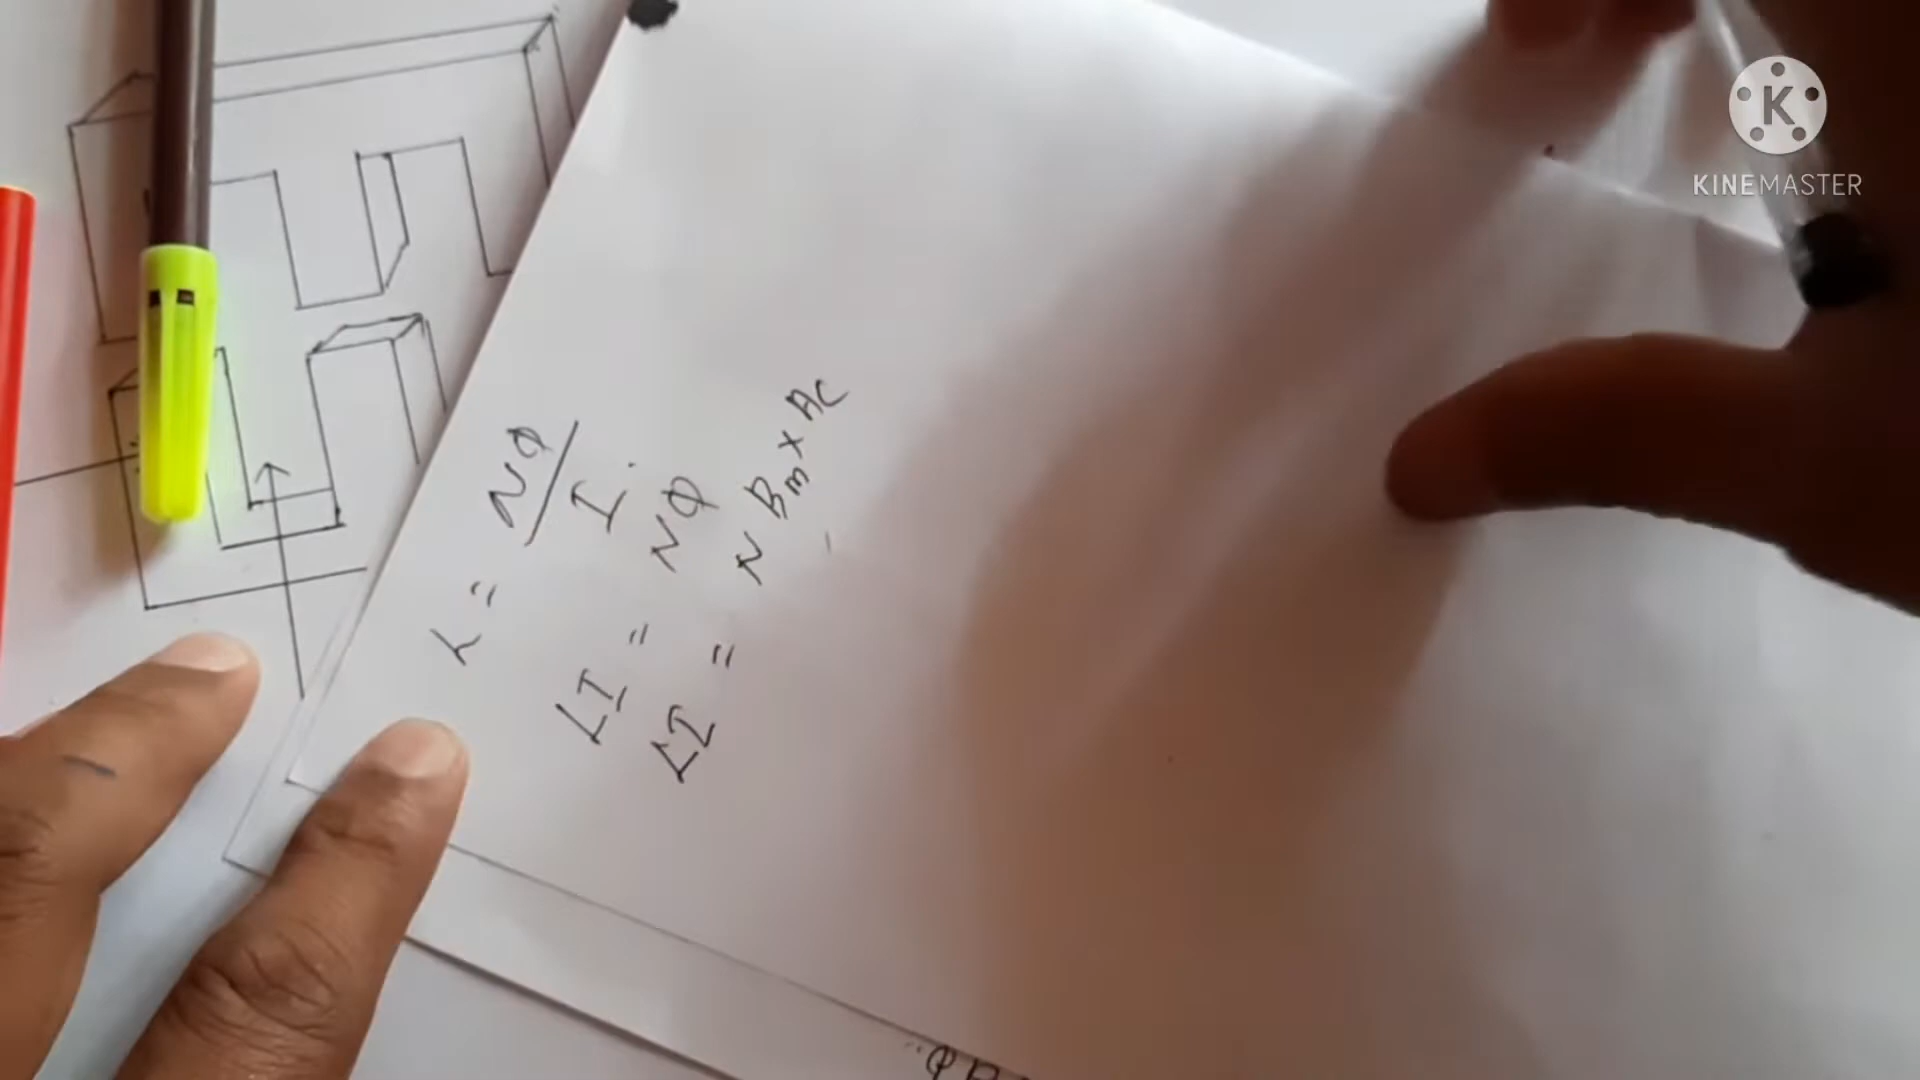 L = NΦ / I
LI = NΦ
LI = N Bm x Ac
K
KINEMASTER